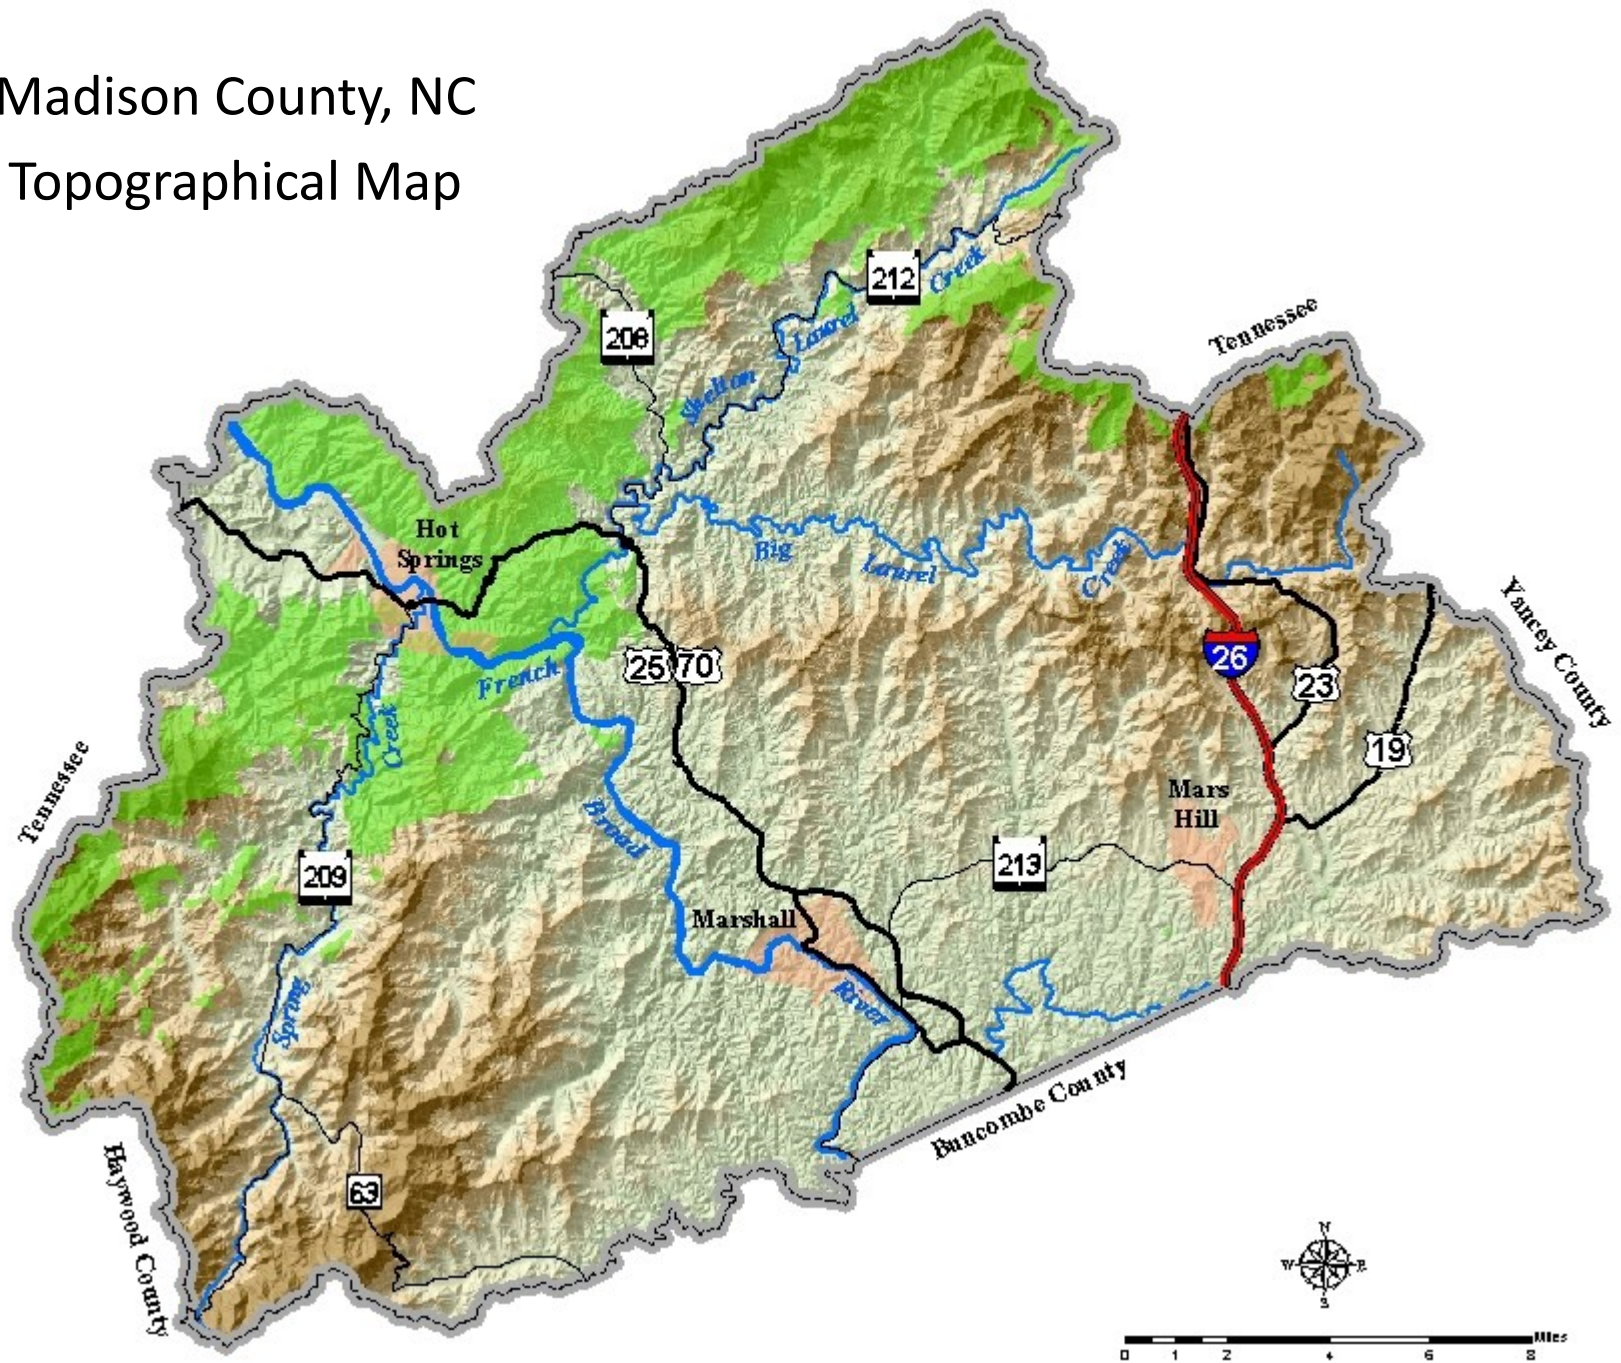 Madison County, NC
Topographical Map
212
Creek
Tennessee
208
Laurel
Shelton
Hot
Springs
Big
Laurel
Creek
Yancey County
26
25 70
23
French
19
Creek
Tennessee
Mars
Hill
Broad
213
209
Marshall
River
Spring
Buncombe County
Haywood County
63
N
W E
S
Miles
0 1 2 4 6 8